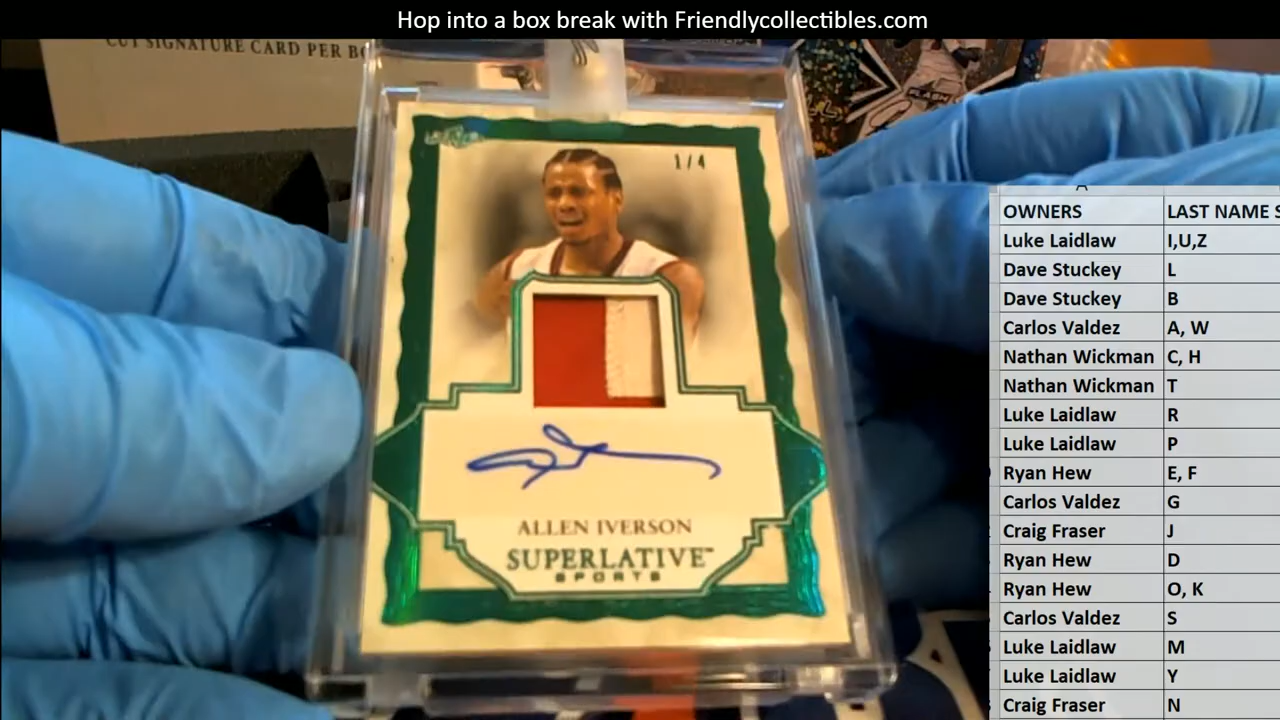 Hop into a box break with Friendlycollectibles.com
CUT SIGNATURE CARD PER BO
FLASH
1/4
ALLEN IVERSON
SUPERLATIVE™
SPORTS
A
OWNERS LAST NAME S
Luke Laidlaw I,U,Z
Dave Stuckey L
Dave Stuckey B
Carlos Valdez A, W
Nathan Wickman C, H
Nathan Wickman T
Luke Laidlaw R
Luke Laidlaw P
Ryan Hew E, F
Carlos Valdez G
Craig Fraser J
Ryan Hew D
Ryan Hew O, K
Carlos Valdez S
Luke Laidlaw M
Luke Laidlaw Y
Craig Fraser N